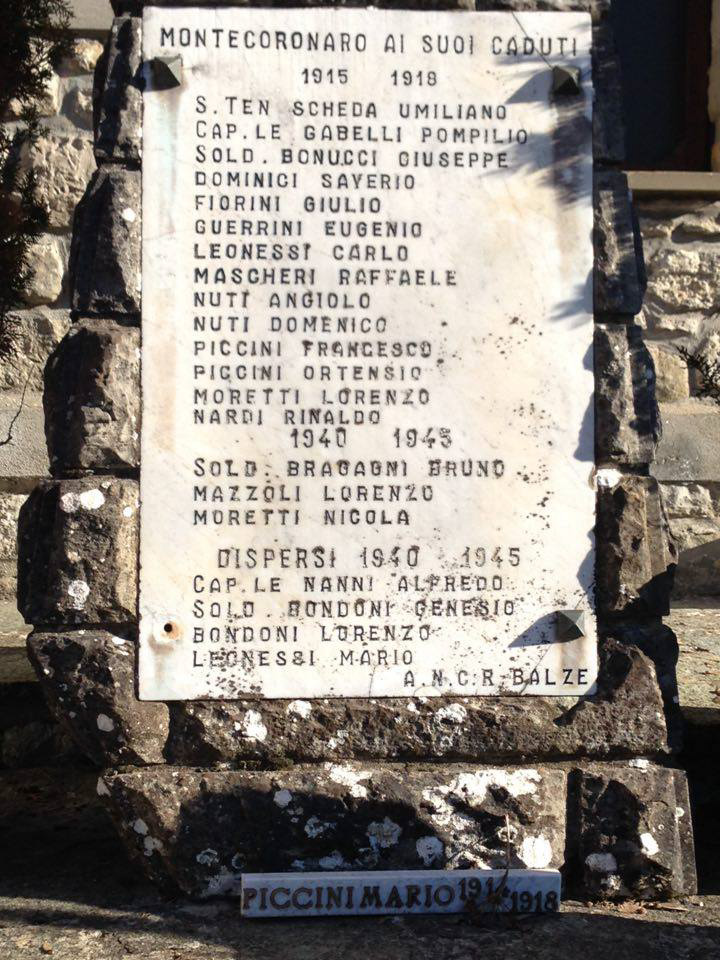 MONTECORONARO AI SUOI CADUTI
1915 1918
S.TEN SCHEDA UMILIANO
CAP.LE GABELLI POMPILIO
SOLD. BONUCCI GIUSEPPE
DOMINICI SAVERIO
FIORINI GIULIO
GUERRINI EUGENIO
LEONESSI CARLO
MASCHERI RAFFAELE
NUTI ANGIOLO
NUTI DOMENICO
PICCINI FRANCESCO
PICCINI ORTENSIO
MORETTI LORENZO
NARDI RINALDO
1940 1945
SOLD. BRAGAGNI BRUNO
MAZZOLI LORENZO
MORETTI NICOLA
DISPERSI 1940 1945
CAP.LE NANNI ALFREDO
SOLD. BONDONI GENESIO
BONDONI LORENZO
LEONESSI MARIO
A.N.C.R-BALZE
PICCINI MARIO 1918